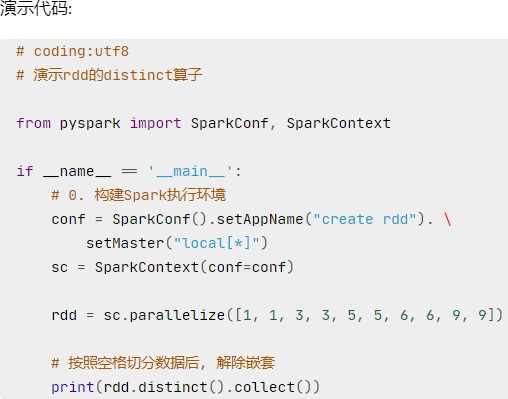 演示代码:
# coding:utf8
# 演示rdd的distinct算子
from pyspark import SparkConf, SparkContext
if __name__ == '__main__':
# 0. 构建Spark执行环境
conf = SparkConf().setAppName("create rdd"). \
setMaster("local[*]")
sc = SparkContext(conf=conf)
rdd = sc.parallelize([1, 1, 3, 3, 5, 5, 6, 6, 9, 9])
# 按照空格切分数据后, 解除嵌套
print(rdd.distinct().collect())